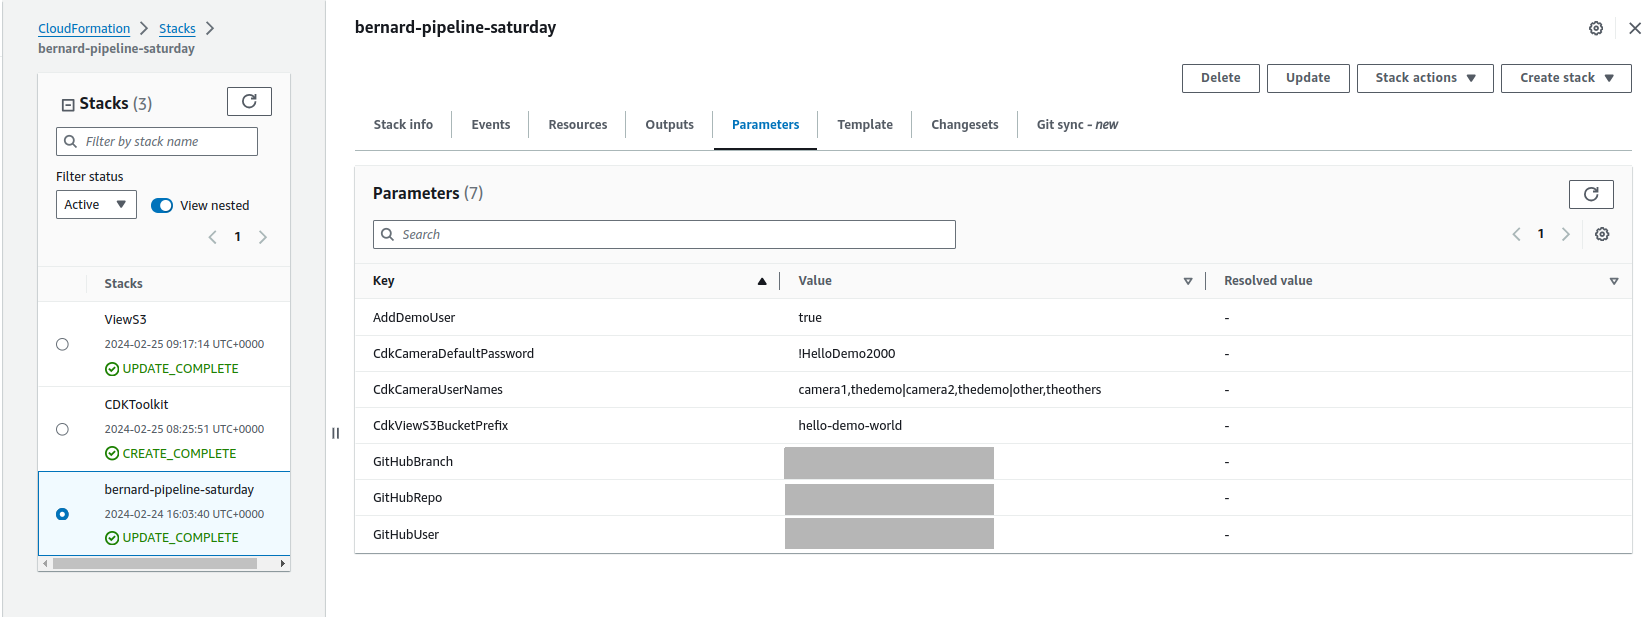 CloudFormation > Stacks >
bernard-pipeline-saturday
Stacks (3)
Filter by stack name
Filter status
Active
View nested
1
Stacks
ViewS3
2024-02-25 09:17:14 UTC+0000
UPDATE_COMPLETE
CDKToolkit
2024-02-25 08:25:51 UTC+0000
CREATE_COMPLETE
bernard-pipeline-saturday
2024-02-24 16:03:40 UTC+0000
UPDATE_COMPLETE
bernard-pipeline-saturday
Delete Update Stack actions Create stack
Stack info Events Resources Outputs Parameters Template Changesets Git sync - new
Parameters (7)
Search
1
Key Value Resolved value
AddDemoUser true -
CdkCameraDefaultPassword !HelloDemo2000 -
CdkCameraUserNames camera1,thedemo|camera2,thedemo|other,theothers -
CdkViewS3BucketPrefix hello-demo-world -
GitHubBranch -
GitHubRepo -
GitHubUser -